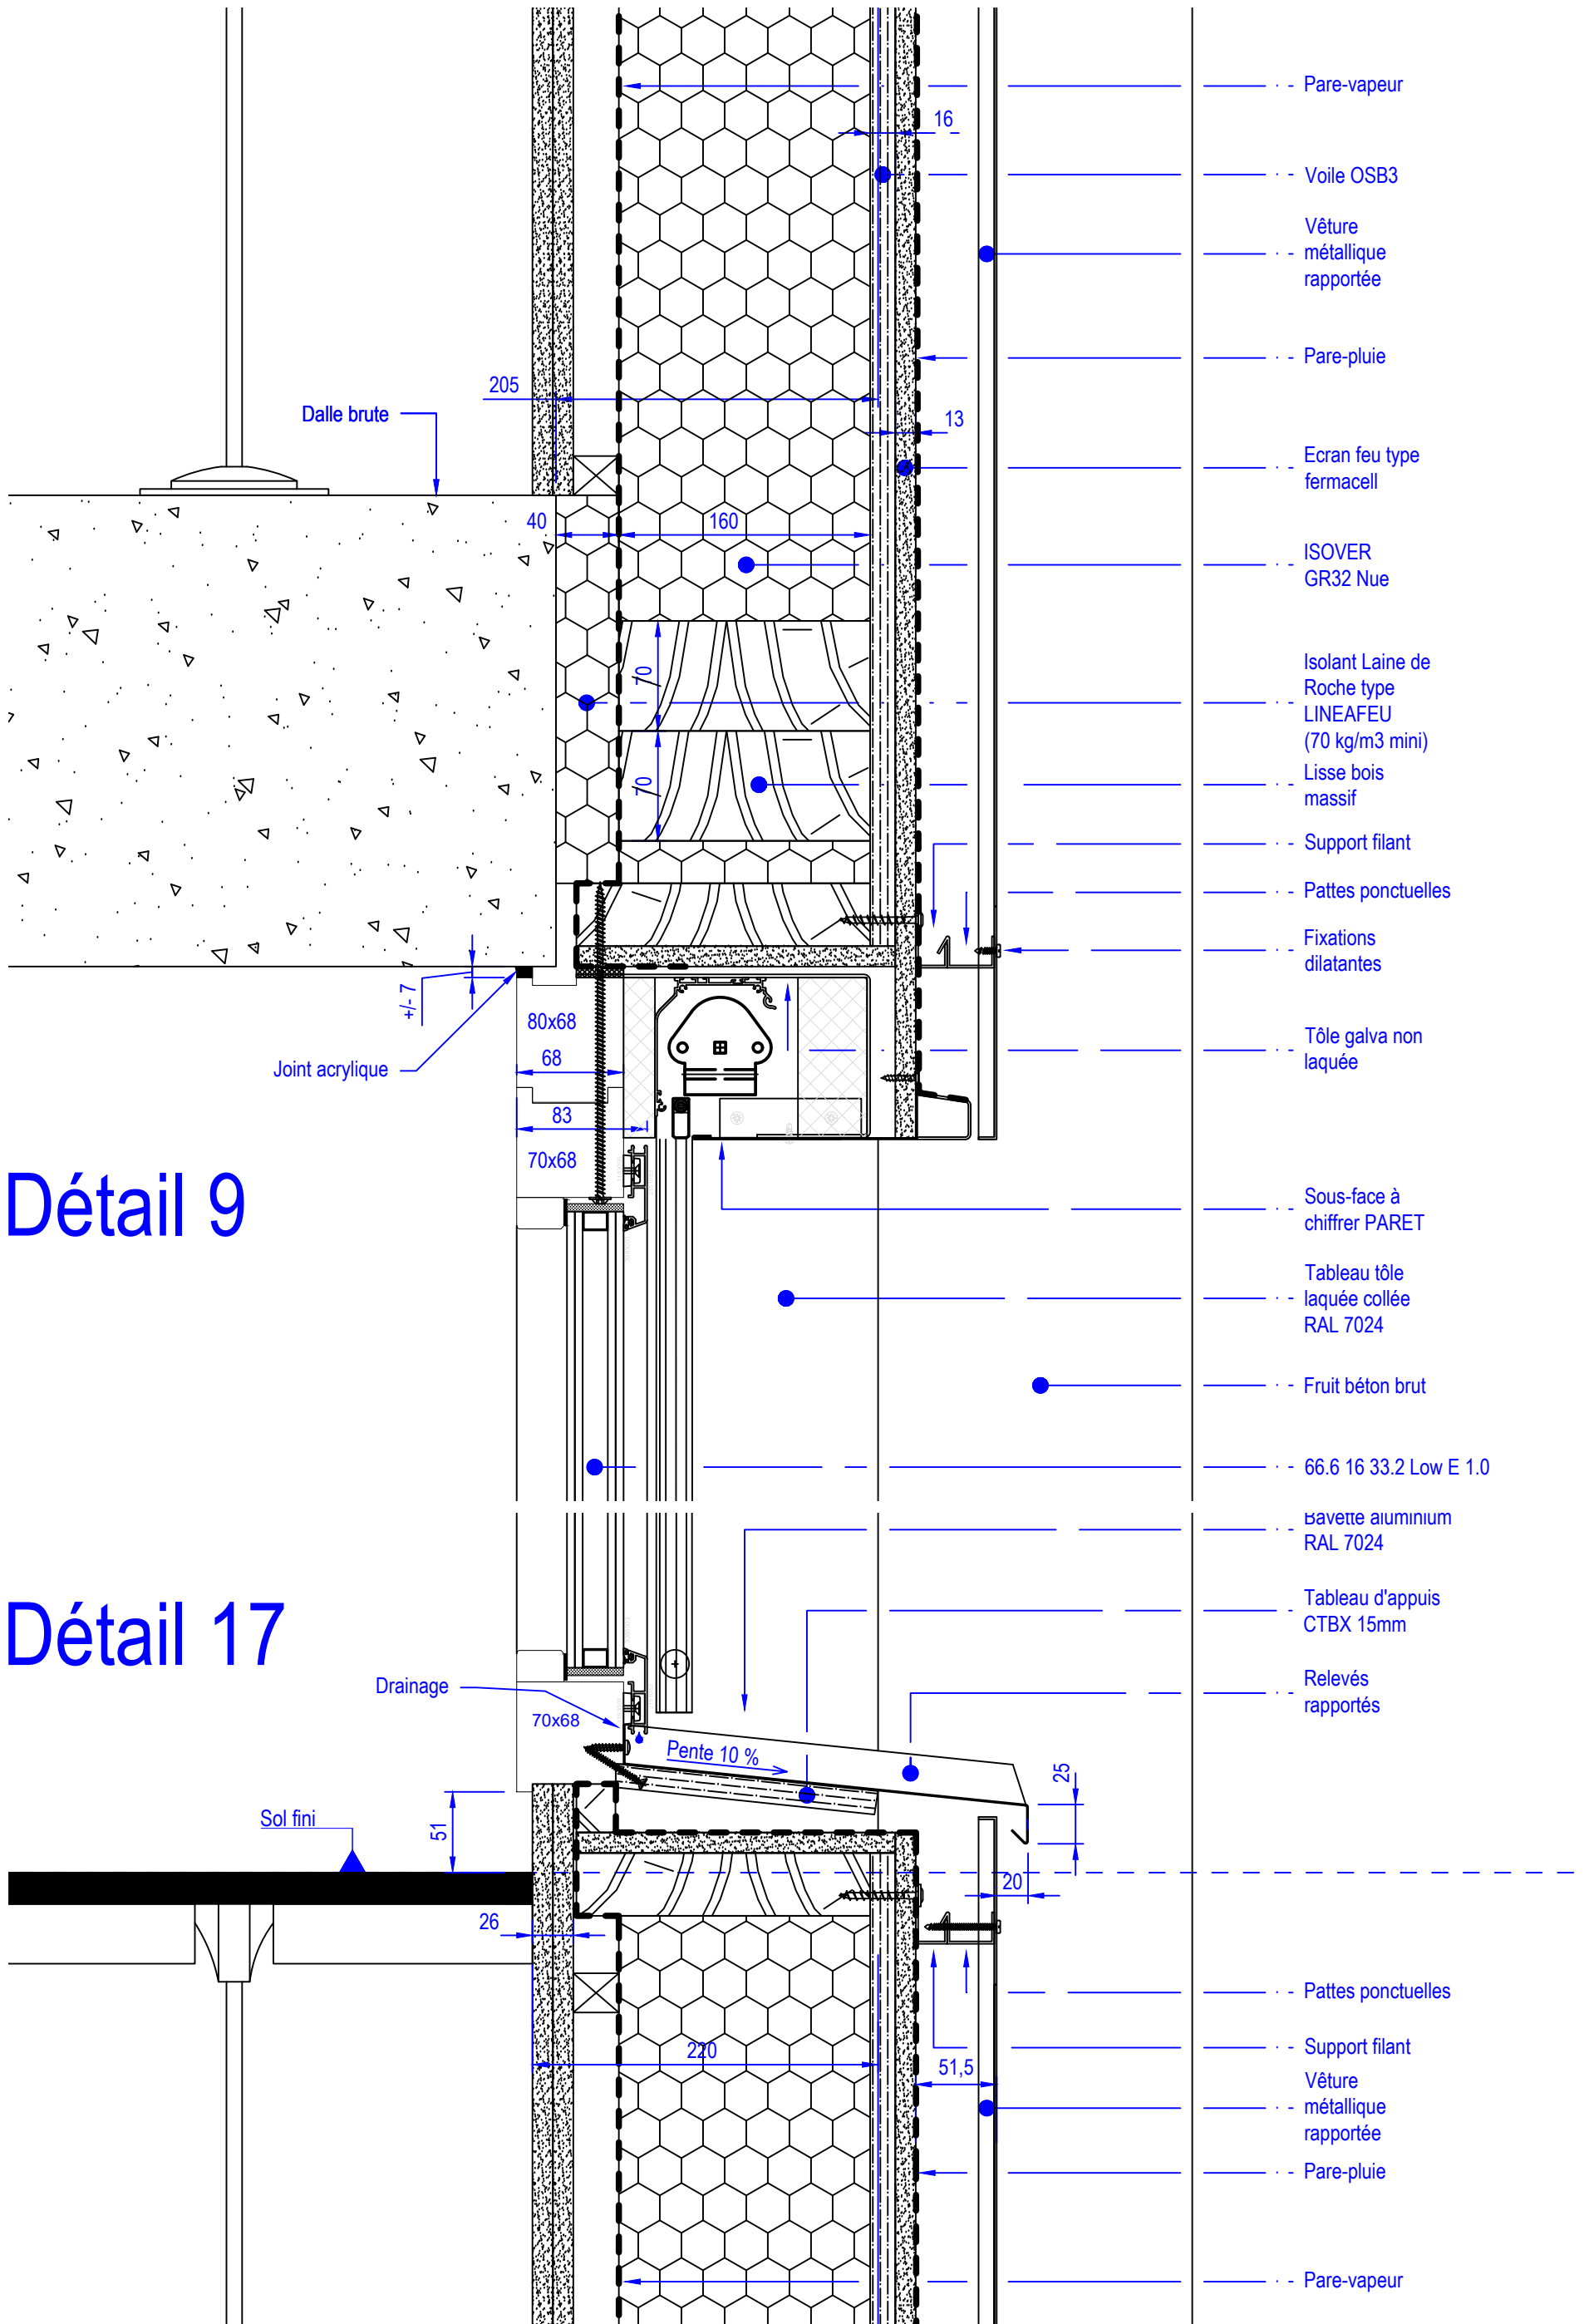 Pare-vapeur
16
Voile OSB3
Vêture
métallique
rapportée
Pare-pluie
205
Dalle brute
13
Ecran feu type
fermacell
40
160
ISOVER
GR32 Nue
Isolant Laine de
Roche type
LINEAFEU
(70 kg/m3 mini)
70
70
Lisse bois
massif
Support filant
Pattes ponctuelles
Fixations
dilatantes
+/- 7
80x68
Joint acrylique
68
Tôle galva non
laquée
83
70x68
Détail 9
Sous-face à
chiffrer PARET
Tableau tôle
laquée collée
RAL 7024
Fruit béton brut
66.6 16 33.2 Low E 1.0
Bavette aluminium
RAL 7024
Détail 17
Tableau d'appuis
CTBX 15mm
Relevés
rapportés
Drainage
70x68
Pente 10 %
25
Sol fini
51
20
26
Pattes ponctuelles
Support filant
220
51,5
Vêture
métallique
rapportée
Pare-pluie
Pare-vapeur